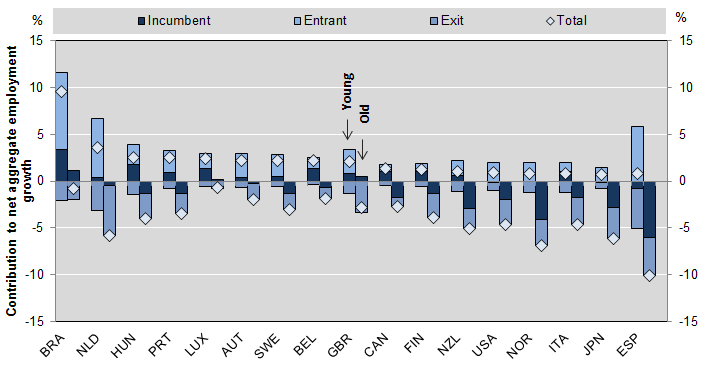 % Incumbent Entrant Exit Total %
Contribution to net aggregate employment growth
15 15
10 10
5 5
0 0
-5 -5
-10 -10
-15 -15
Young
Old
BRA NLD HUN PRT LUX AUT SWE BEL GBR CAN FIN NZL USA NOR ITA JPN ESP